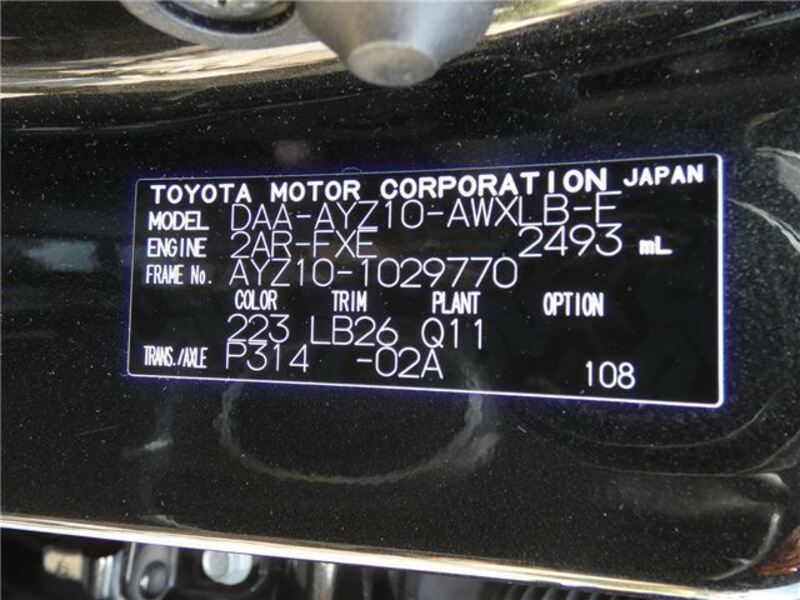 TOYOTA MOTOR CORPORATION JAPAN
MODEL DAA-AYZ10-AWXLB-E
ENGINE 2AR-FXE 2493 mL
FRAME No. AYZ10-1029770
COLOR TRIM PLANT OPTION
223 LB26 Q11
TRANS./AXLE P314 -02A 108